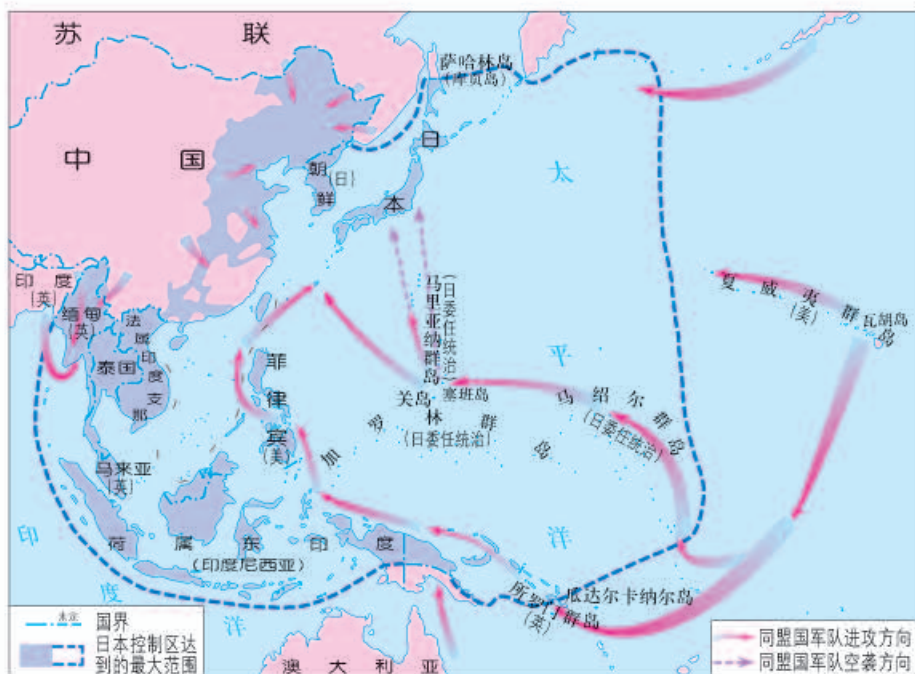 苏联
萨哈林岛
(库页岛)
中国
朝鲜
(日)
日本
太平洋
印度
(英)
缅甸
(英)
法属印度支那
泰国
菲律宾
(美)
马里亚纳群岛
(日委任统治)
夏威夷群岛
(美)
瓦胡岛
关岛
塞班岛
马绍尔群岛
(日委任统治)
加罗林群岛
(日委任统治)
马来亚
(英)
荷属东印度
(印度尼西亚)
印度洋
所罗门群岛
(英)
瓜达尔卡纳尔岛
澳大利亚
未定
国界
日本控制区达
到的最大范围
同盟国军队进攻方向
同盟国军队空袭方向